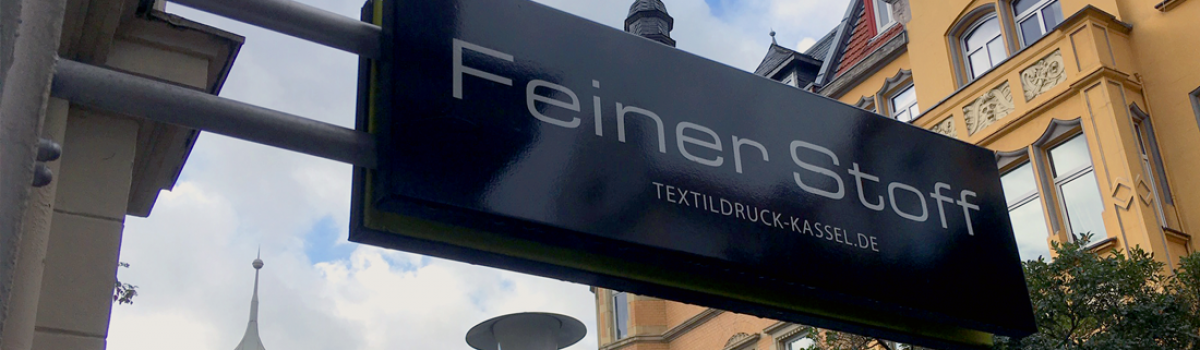 Feiner Stoff
TEXTILDRUCK-KASSEL.DE